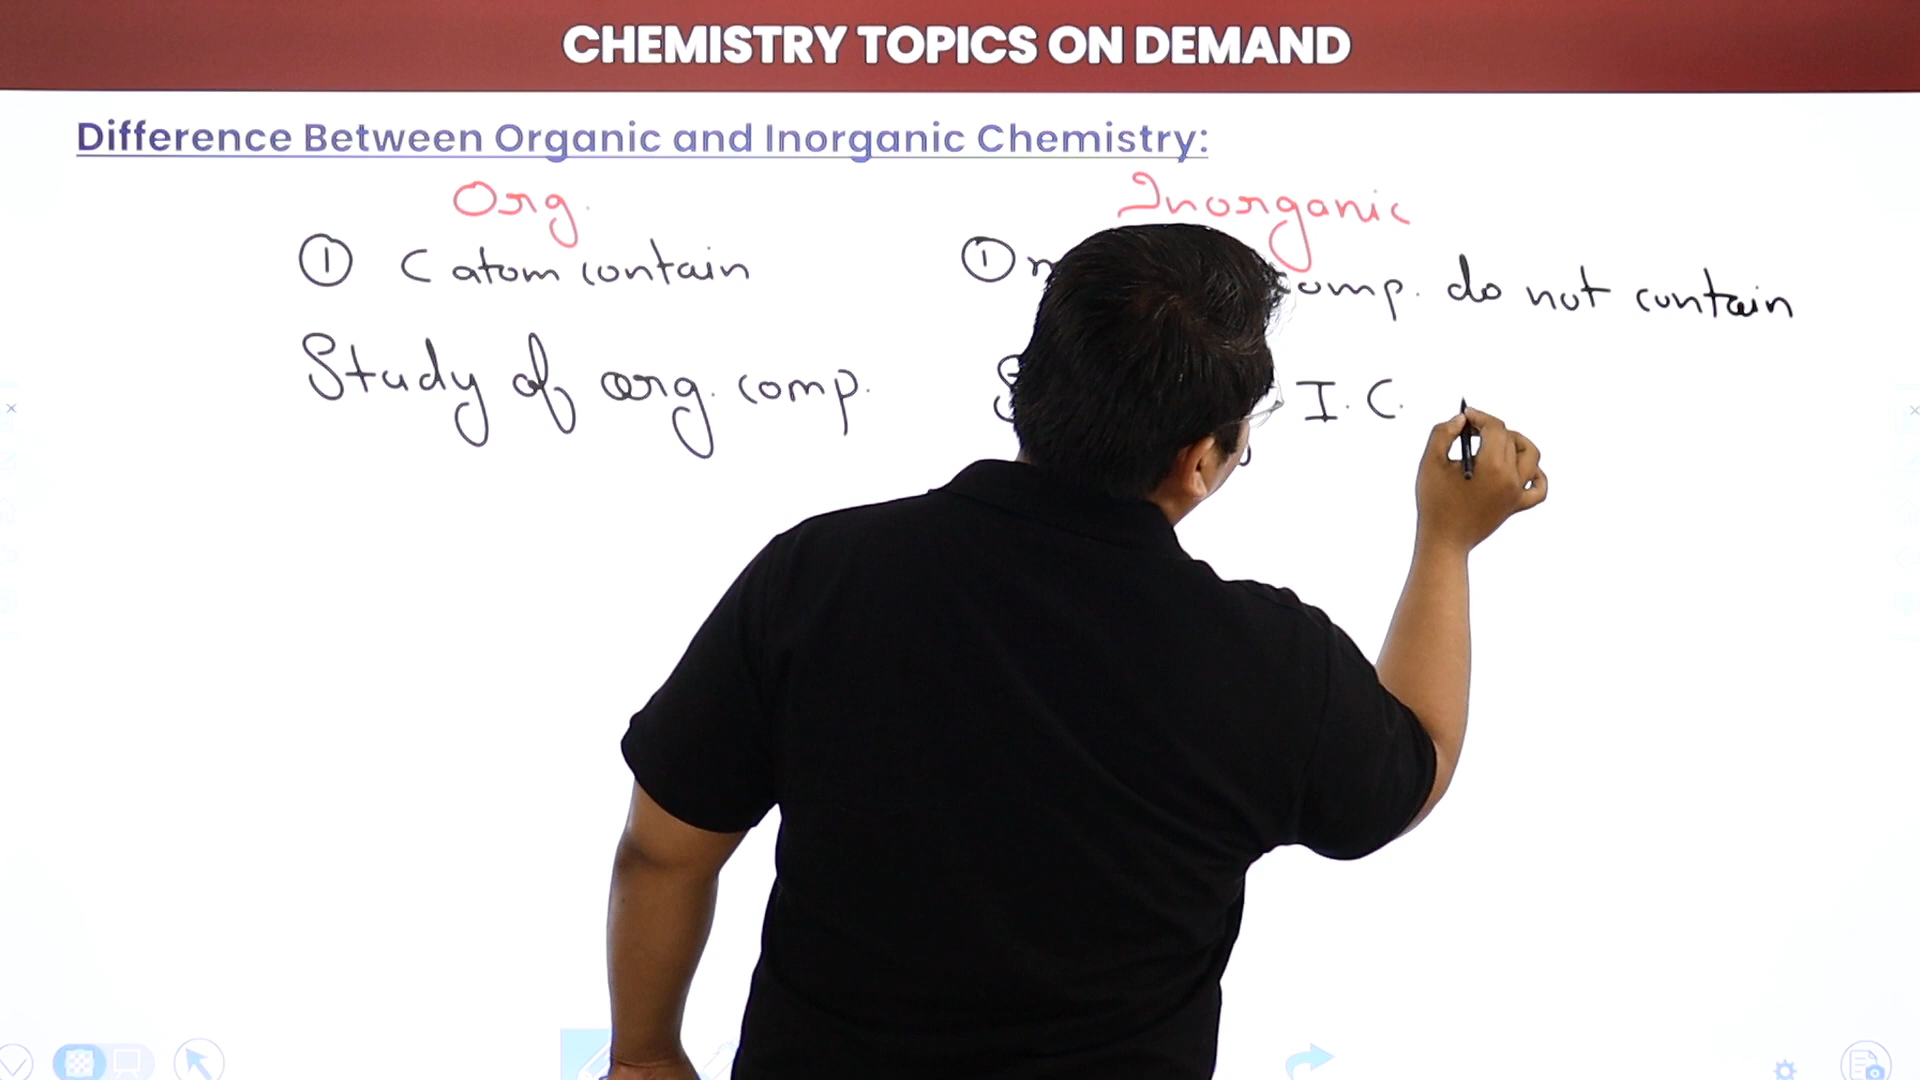 CHEMISTRY TOPICS ON DEMAND
Difference Between Organic and Inorganic Chemistry:
Org.
① C atom contain
Study of org. comp.
Inorganic
① comp. do not contain
I.C.